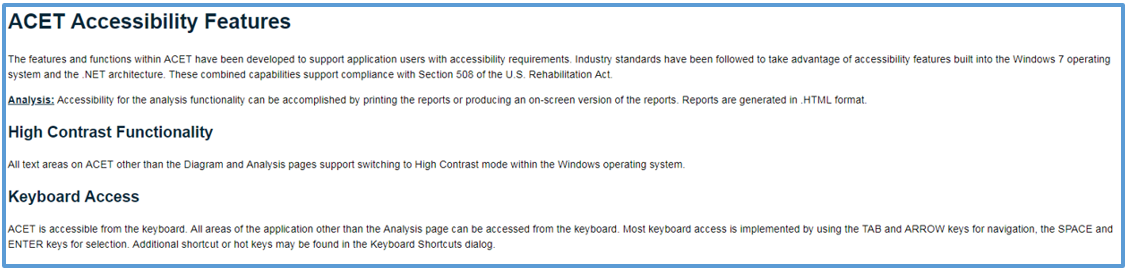 ACET Accessibility Features
The features and functions within ACET have been developed to support application users with accessibility requirements. Industry standards have been followed to take advantage of accessibility features built into the Windows 7 operating
system and the .NET architecture. These combined capabilities support compliance with Section 508 of the U.S. Rehabilitation Act.
Analysis: Accessibility for the analysis functionality can be accomplished by printing the reports or producing an on-screen version of the reports. Reports are generated in .HTML format.
High Contrast Functionality
All text areas on ACET other than the Diagram and Analysis pages support switching to High Contrast mode within the Windows operating system.
Keyboard Access
ACET is accessible from the keyboard. All areas of the application other than the Analysis page can be accessed from the keyboard. Most keyboard access is implemented by using the TAB and ARROW keys for navigation, the SPACE and
ENTER keys for selection. Additional shortcut or hot keys may be found in the Keyboard Shortcuts dialog.